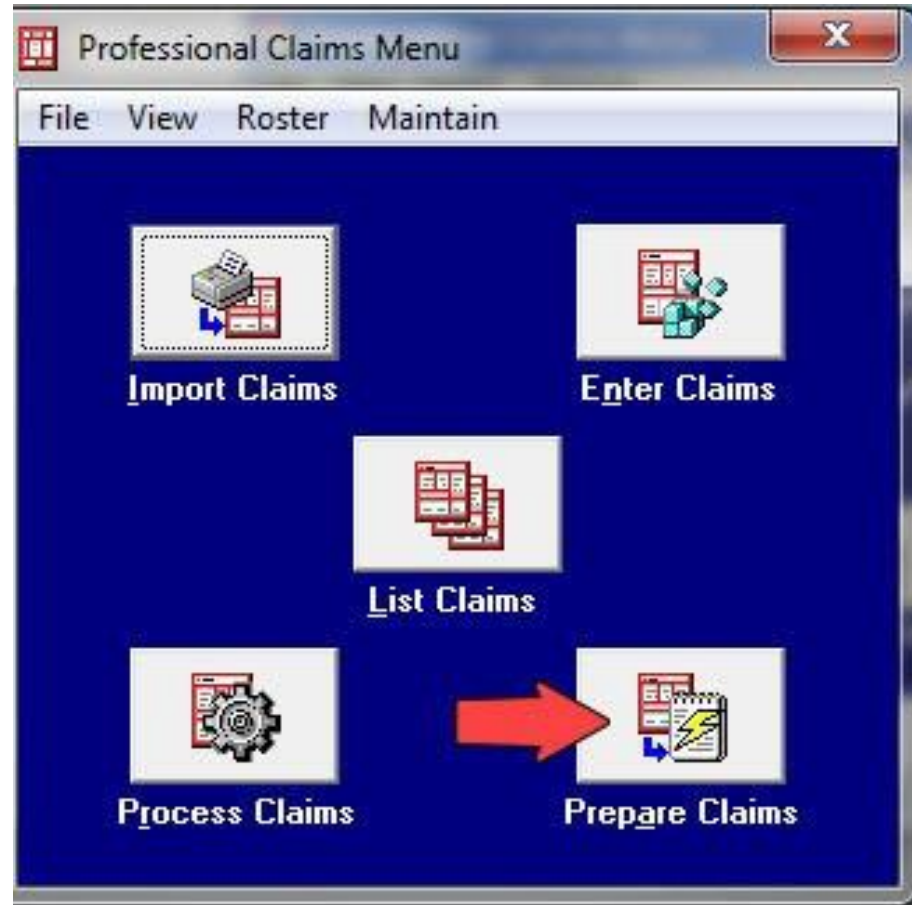 Professional Claims Menu
X
File View Roster Maintain
Import Claims
Enter Claims
List Claims
Process Claims
Prepare Claims